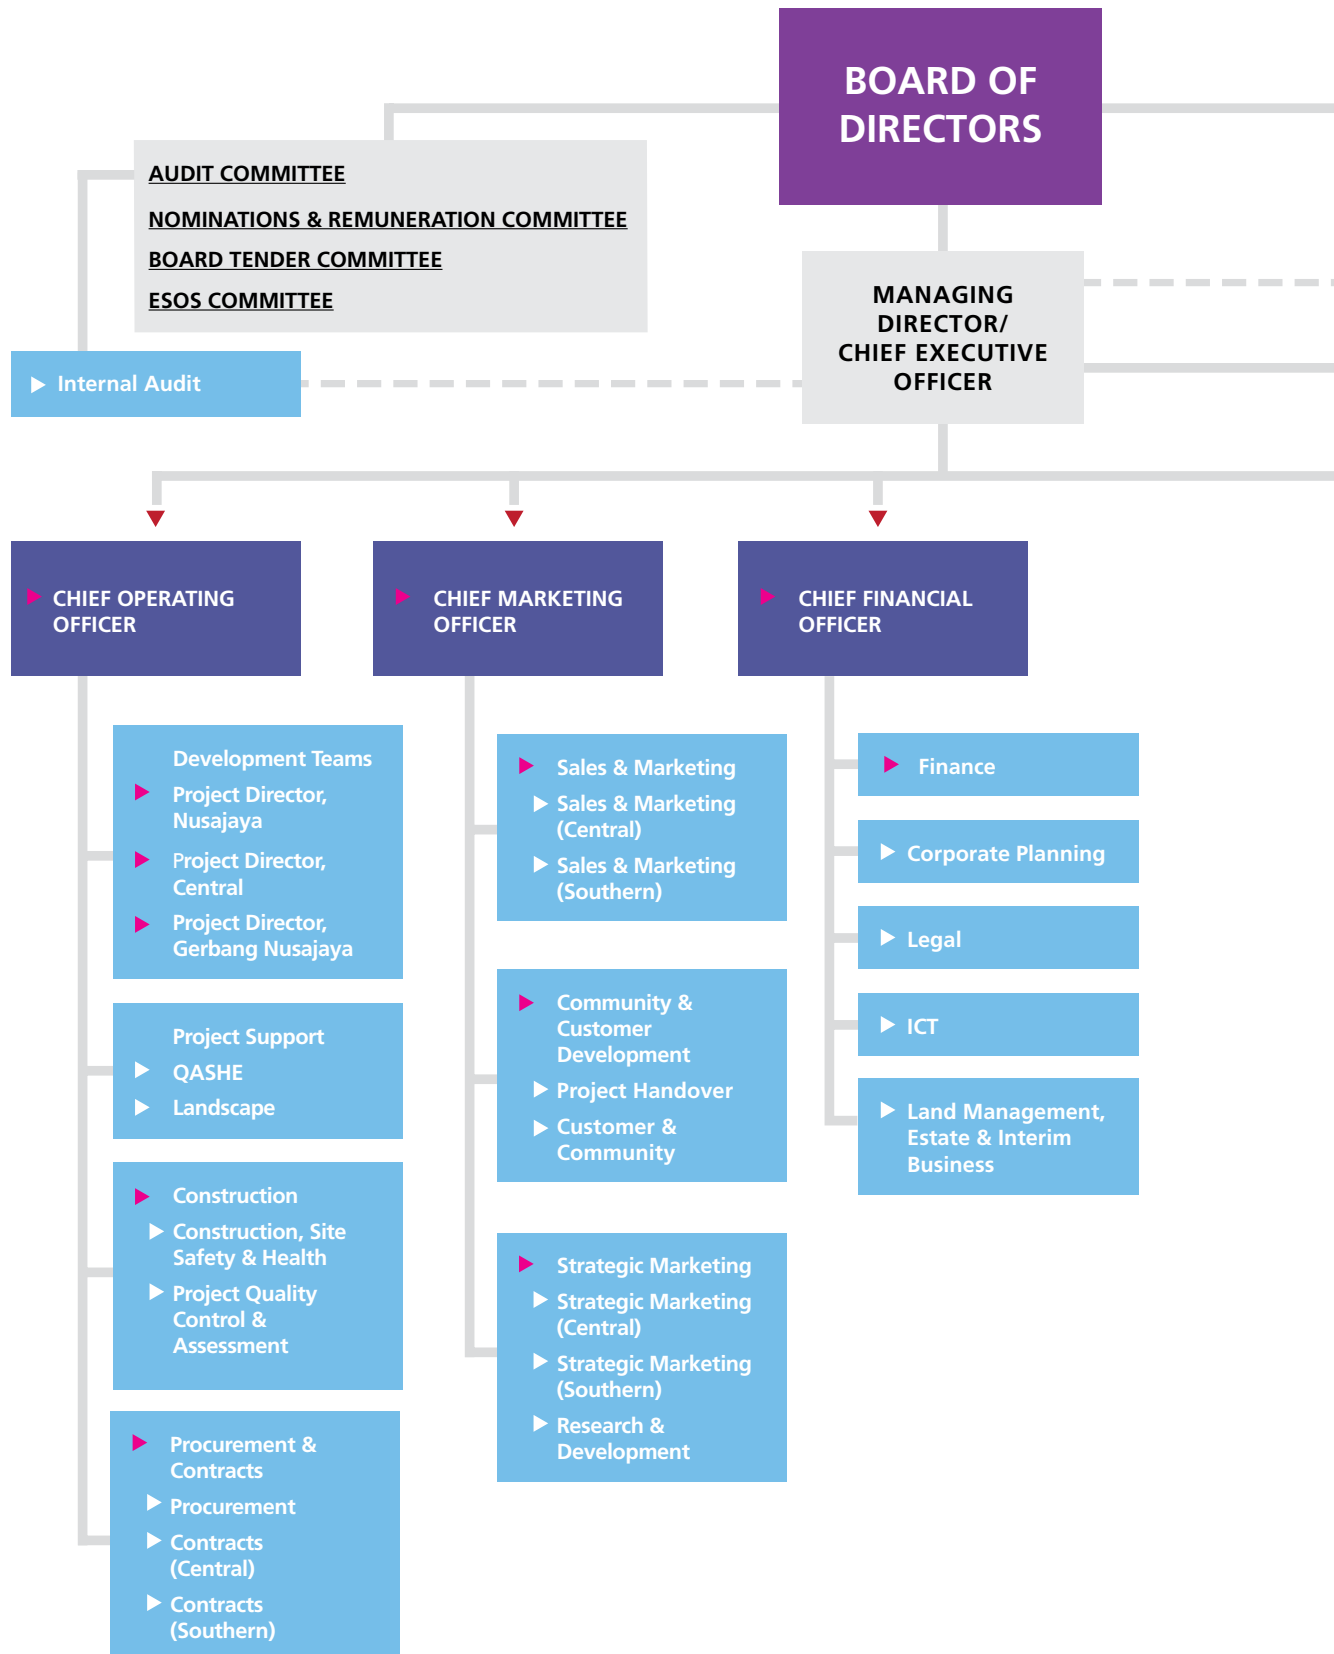 BOARD OF
DIRECTORS
AUDIT COMMITTEE
NOMINATIONS & REMUNERATION COMMITTEE
BOARD TENDER COMMITTEE
ESOS COMMITTEE
MANAGING
DIRECTOR/
CHIEF EXECUTIVE
OFFICER
Internal Audit
CHIEF OPERATING
OFFICER
Development Teams
Project Director,
Nusajaya
Project Director,
Central
Project Director,
Gerbang Nusajaya
Project Support
QASHE
Landscape
Construction
Construction, Site
Safety & Health
Project Quality
Control &
Assessment
Procurement &
Contracts
Procurement
Contracts
(Central)
Contracts
(Southern)
CHIEF MARKETING
OFFICER
Sales & Marketing
Sales & Marketing
(Central)
Sales & Marketing
(Southern)
Community &
Customer
Development
Project Handover
Customer &
Community
Strategic Marketing
Strategic Marketing
(Central)
Strategic Marketing
(Southern)
Research &
Development
CHIEF FINANCIAL
OFFICER
Finance
Corporate Planning
Legal
ICT
Land Management,
Estate & Interim
Business